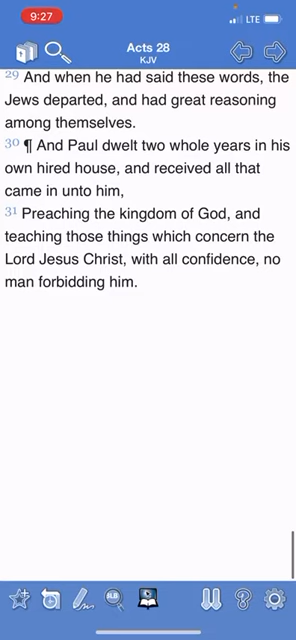 9:27
LTE
Acts 28
KJV
29 And when he had said these words, the
Jews departed, and had great reasoning
among themselves.
30 ¶ And Paul dwelt two whole years in his
own hired house, and received all that
came in unto him,
31 Preaching the kingdom of God, and
teaching those things which concern the
Lord Jesus Christ, with all confidence, no
man forbidding him.
BLB